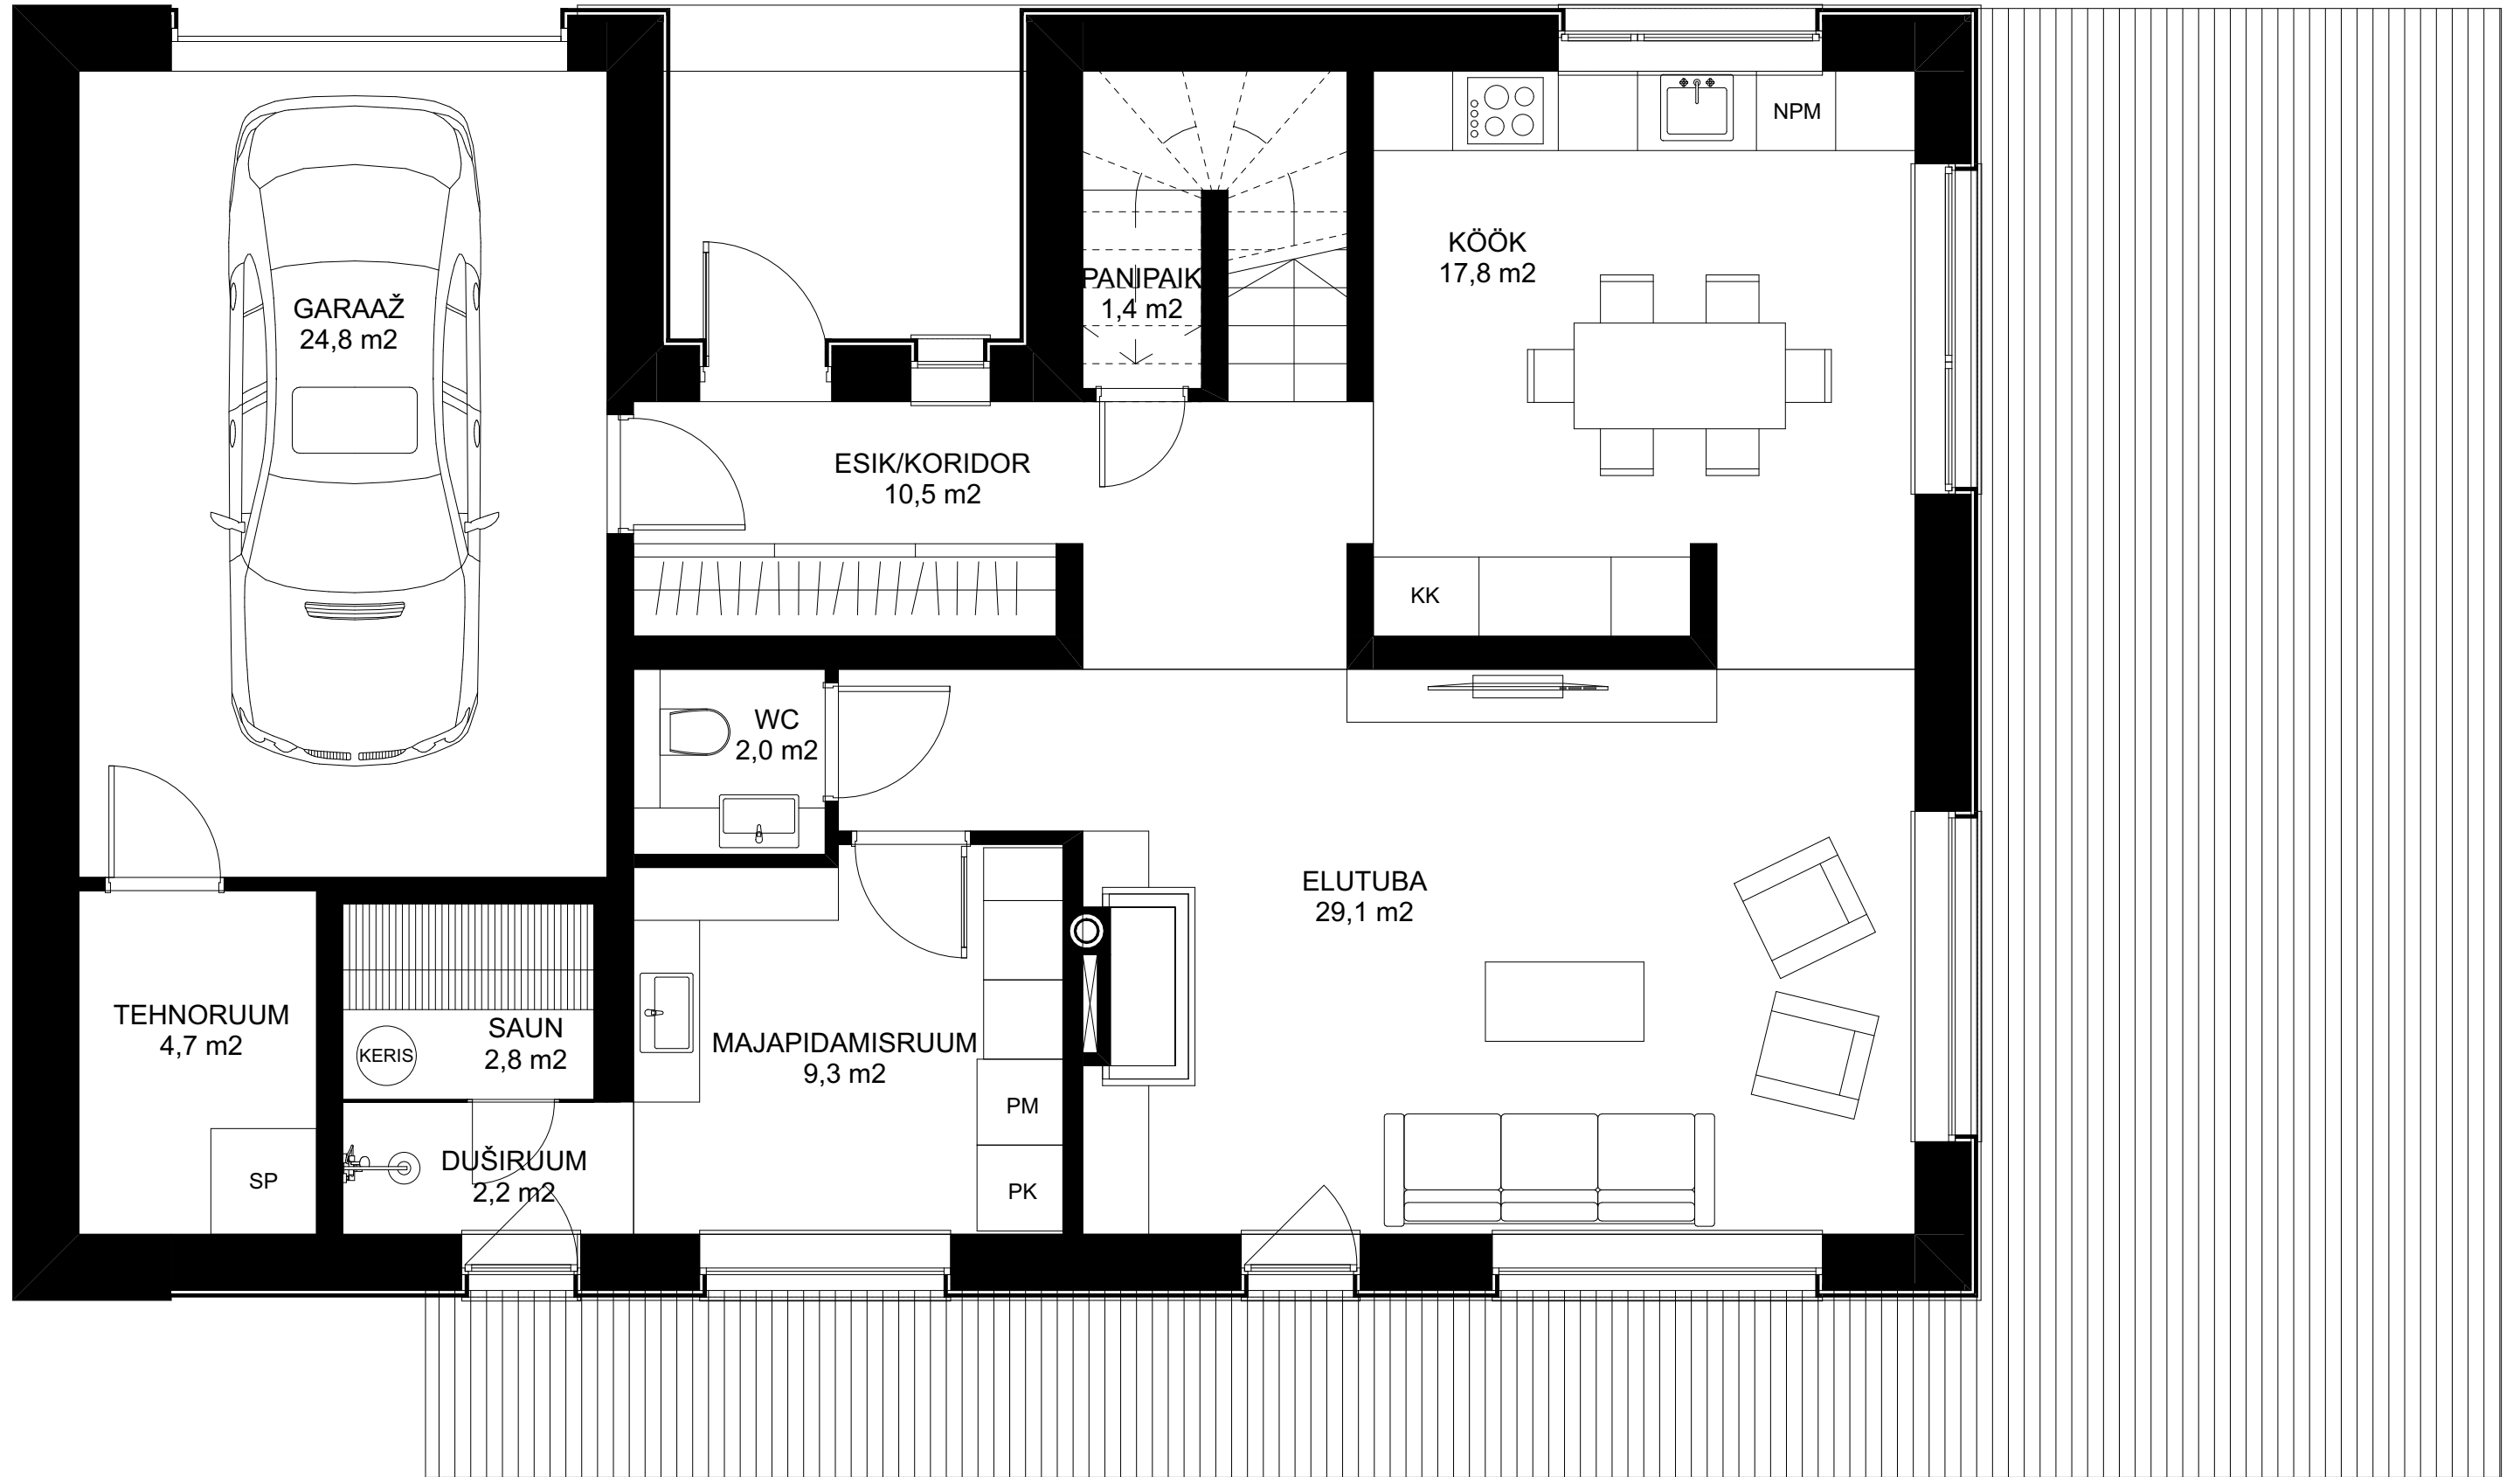 NPM
KÖÖK
17,8 m2
PANIPAIK
1,4 m2
GARAAŽ
24,8 m2
ESIK/KORIDOR
10,5 m2
KK
WC
2,0 m2
ELUTUBA
29,1 m2
TEHNORUUM
4,7 m2
SAUN
2,8 m2
KERIS
MAJAPIDAMISRUUM
9,3 m2
PM
DUŠIRUUM
2,2 m2
SP
PK